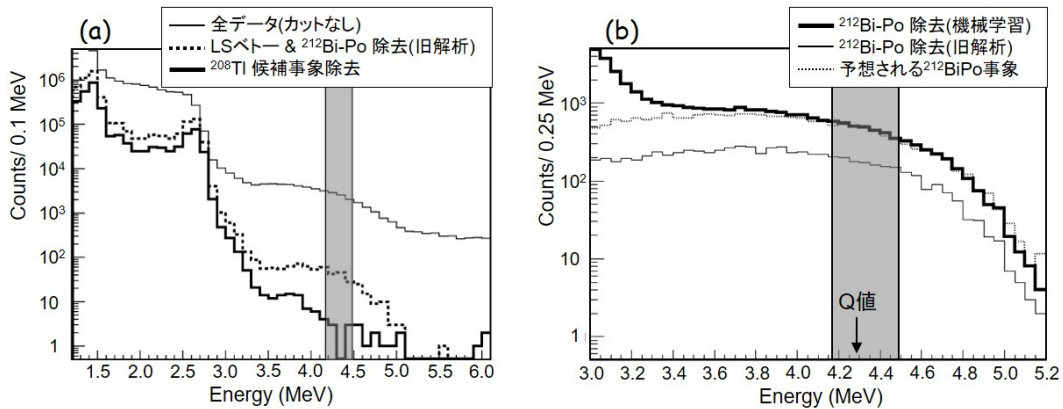 (a)
全データ(カットなし)
LSベトー & ²¹²Bi-Po 除去(旧解析)
²⁰⁸Tl 候補事象除去
Counts/ 0.1 MeV
10⁶
10⁵
10⁴
10³
10²
10
1
1.5 2.0 2.5 3.0 3.5 4.0 4.5 5.0 5.5 6.0
Energy (MeV)
(b)
²¹²Bi-Po 除去(機械学習)
²¹²Bi-Po 除去(旧解析)
予想される²¹²BiPo事象
Counts/ 0.25 MeV
10³
10²
10
1
Q値
3.0 3.2 3.4 3.6 3.8 4.0 4.2 4.4 4.6 4.8 5.0 5.2
Energy (MeV)